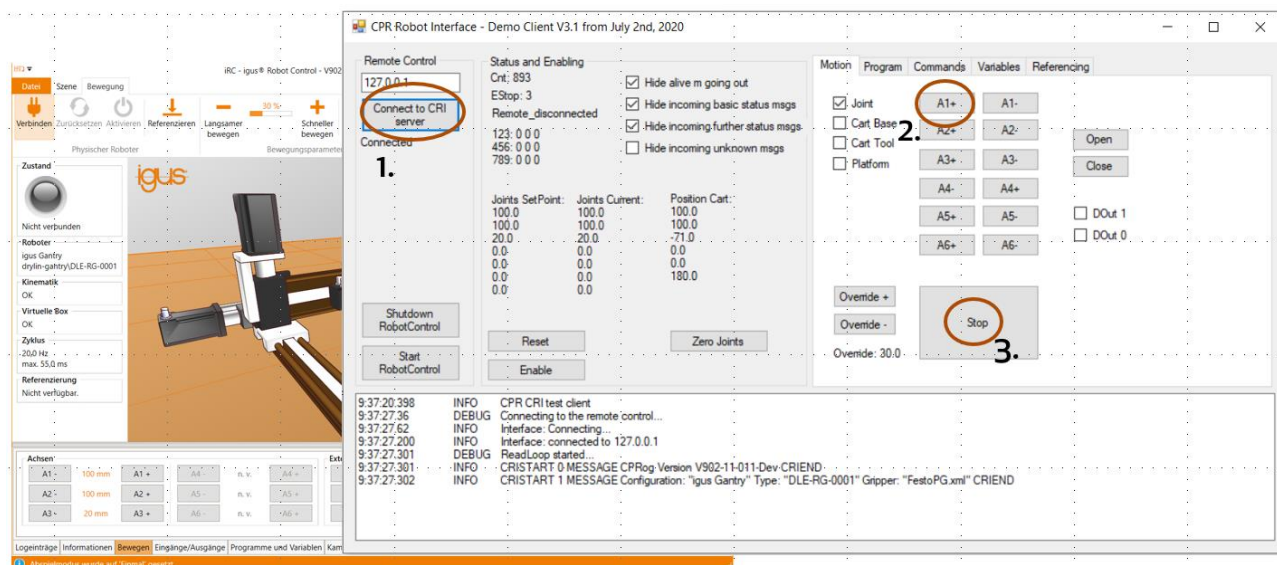 iRC - igus® Robot Control - V902
Datei Szene Bewegung
Verbinden Zurücksetzen Aktivieren Referenzieren Langsamer bewegen 30 % Schneller bewegen
Physischer Roboter Bewegungsparameter
Zustand
Nicht verbunden
Roboter
igus Gantry
drylin-gantry\DLE-RG-0001
Kinematik
OK
Virtuelle Box
OK
Zyklus
20,0 Hz
max. 55,0 ms
Referenzierung
Nicht verfügbar.
igus
Achsen
A1 - 100 mm A1 + A4 - n. v. A4 +
A2 - 100 mm A2 + A5 - n. v. A5 +
A3 - 20 mm A3 + A6 - n. v. A6 +
Logeinträge Informationen Bewegen Eingänge/Ausgänge Programme und Variablen Kam
Abspielmodus wurde auf 'Einmal' gesetzt
CPR Robot Interface - Demo Client V3.1 from July 2nd, 2020
Remote Control
127.0.0.1
Connect to CRI
server
Connected
1.
Shutdown
RobotControl
Start
RobotControl
Status and Enabling
Cnt: 893
EStop: 3
Remote_disconnected
123: 0 0 0
456: 0 0 0
789: 0 0 0
Hide alive m going out
Hide incoming basic status msgs
Hide incoming further status msgs
Hide incoming unknown msgs
Joints SetPoint: Joints Current: Position Cart:
100.0 100.0 100.0
100.0 100.0 100.0
20.0 20.0 -71.0
0.0 0.0 0.0
0.0 0.0 0.0
0.0 0.0 180.0
0.0 0.0
Reset Zero Joints
Enable
Motion Program Commands Variables Referencing
Joint
Cart Base
Cart Tool
Platform
2.
A1+ A1-
A2+ A2-
A3+ A3-
A4- A4+
A5+ A5-
A6+ A6-
Open
Close
DOut 1
DOut 0
Override +
Override -
Override: 30.0
Stop
3.
9:37:20.398 INFO CPR CRI test client
9:37:27.36 DEBUG Connecting to the remote control...
9:37:27.62 INFO Interface: Connecting...
9:37:27.200 INFO Interface: connected to 127.0.0.1
9:37:27.301 DEBUG ReadLoop started...
9:37:27.301 INFO CRISTART 0 MESSAGE CPRog Version V902-11-011-Dev CRIEND
9:37:27.302 INFO CRISTART 1 MESSAGE Configuration: "igus Gantry" Type: "DLE-RG-0001" Gripper: "FestoPG.xml" CRIEND